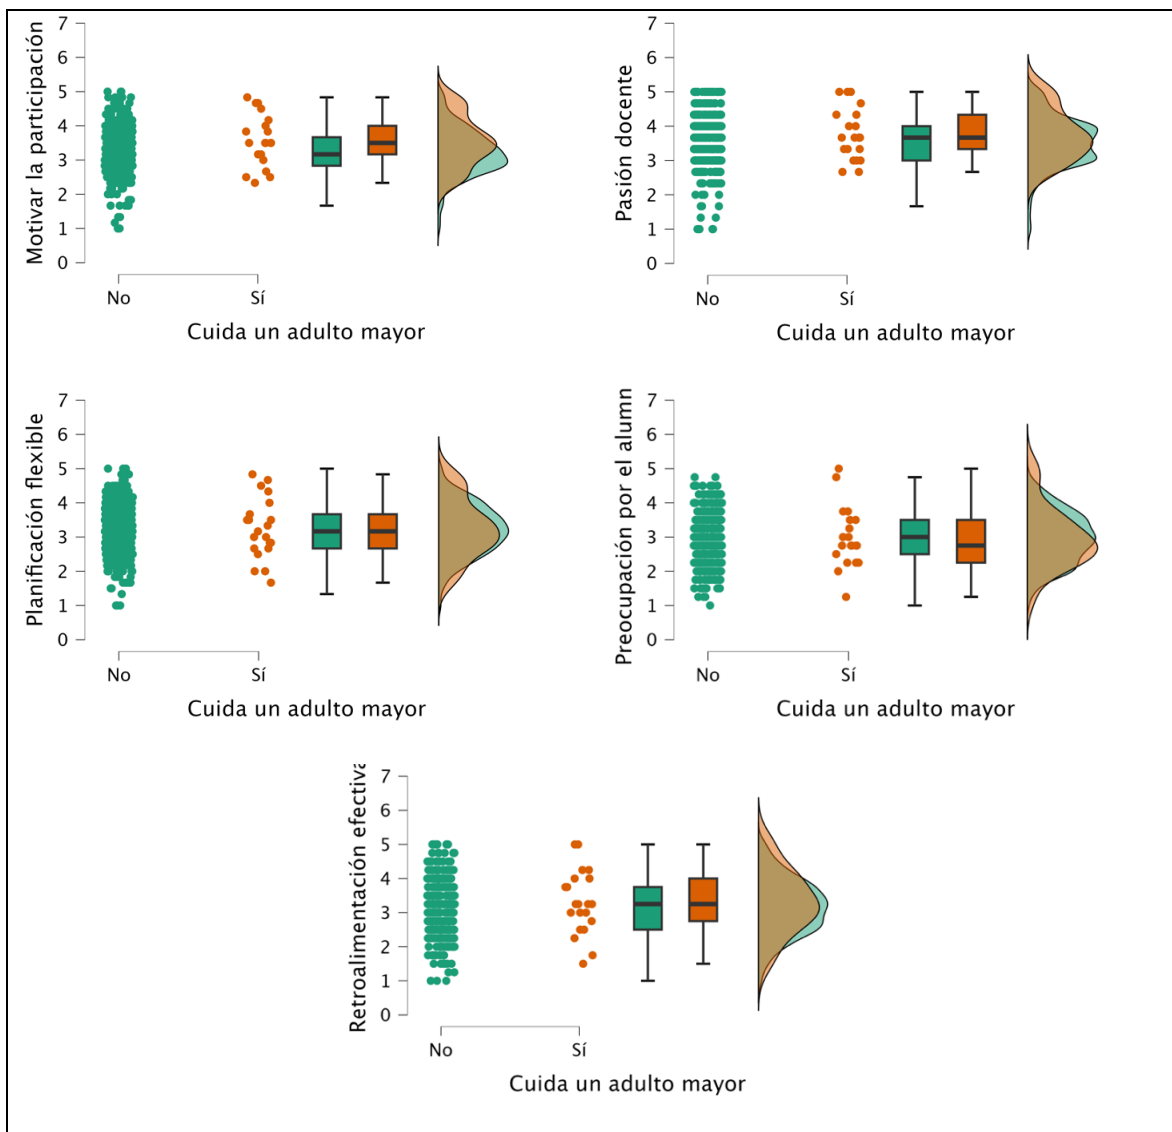 Motivar la participación
7
6
5
4
3
2
1
0
No Sí
Cuida un adulto mayor
Pasión docente
7
6
5
4
3
2
1
0
No Sí
Cuida un adulto mayor
Planificación flexible
7
6
5
4
3
2
1
0
No Sí
Cuida un adulto mayor
Preocupación por el alumn
7
6
5
4
3
2
1
0
No Sí
Cuida un adulto mayor
Retroalimentación efectiva
7
6
5
4
3
2
1
0
No Sí
Cuida un adulto mayor